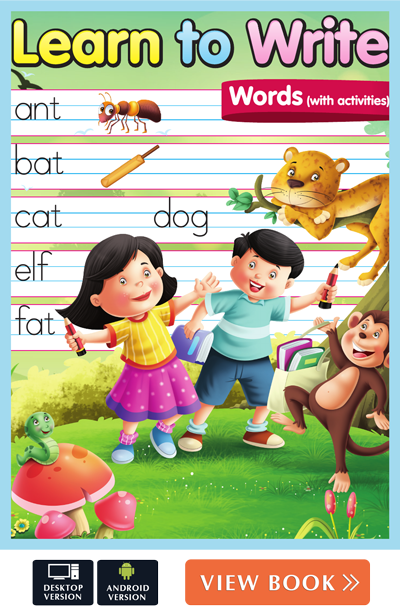 Learn to Write
Words (with activities)
ant
bat
cat dog
elf
fat
DESKTOP VERSION
ANDROID VERSION
VIEW BOOK >>